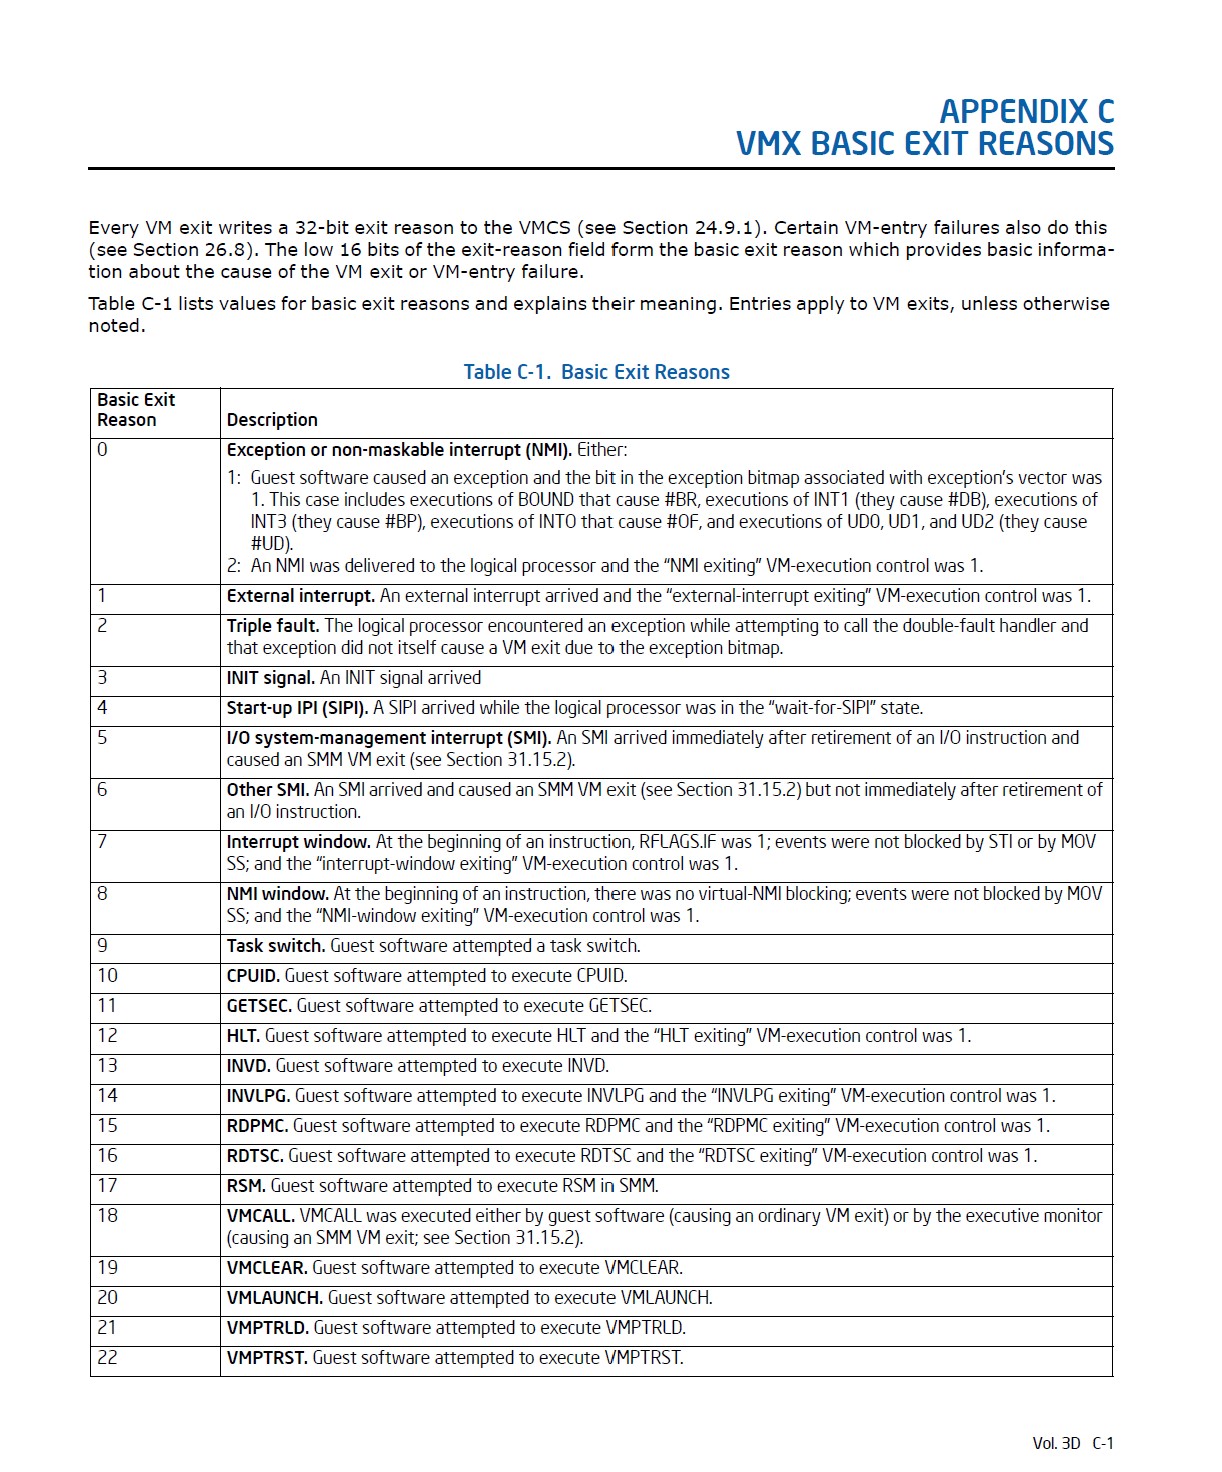 APPENDIX C
VMX BASIC EXIT REASONS
Every VM exit writes a 32-bit exit reason to the VMCS (see Section 24.9.1). Certain VM-entry failures also do this
(see Section 26.8). The low 16 bits of the exit-reason field form the basic exit reason which provides basic informa-
tion about the cause of the VM exit or VM-entry failure.
Table C-1 lists values for basic exit reasons and explains their meaning. Entries apply to VM exits, unless otherwise
noted.
Table C-1. Basic Exit Reasons
Basic Exit
Reason Description
0 Exception or non-maskable interrupt (NMI). Either:
1: Guest software caused an exception and the bit in the exception bitmap associated with exception's vector was
1. This case includes executions of BOUND that cause #BR, executions of INT1 (they cause #DB), executions of
INT3 (they cause #BP), executions of INTO that cause #OF, and executions of UD0, UD1, and UD2 (they cause
#UD).
2: An NMI was delivered to the logical processor and the “NMI exiting” VM-execution control was 1.
1 External interrupt. An external interrupt arrived and the “external-interrupt exiting” VM-execution control was 1.
2 Triple fault. The logical processor encountered an exception while attempting to call the double-fault handler and
that exception did not itself cause a VM exit due to the exception bitmap.
3 INIT signal. An INIT signal arrived
4 Start-up IPI (SIPI). A SIPI arrived while the logical processor was in the “wait-for-SIPI” state.
5 I/O system-management interrupt (SMI). An SMI arrived immediately after retirement of an I/O instruction and
caused an SMM VM exit (see Section 31.15.2).
6 Other SMI. An SMI arrived and caused an SMM VM exit (see Section 31.15.2) but not immediately after retirement of
an I/O instruction.
7 Interrupt window. At the beginning of an instruction, RFLAGS.IF was 1; events were not blocked by STI or by MOV
SS; and the “interrupt-window exiting” VM-execution control was 1.
8 NMI window. At the beginning of an instruction, there was no virtual-NMI blocking; events were not blocked by MOV
SS; and the “NMI-window exiting” VM-execution control was 1.
9 Task switch. Guest software attempted a task switch.
10 CPUID. Guest software attempted to execute CPUID.
11 GETSEC. Guest software attempted to execute GETSEC.
12 HLT. Guest software attempted to execute HLT and the “HLT exiting” VM-execution control was 1.
13 INVD. Guest software attempted to execute INVD.
14 INVLPG. Guest software attempted to execute INVLPG and the “INVLPG exiting” VM-execution control was 1.
15 RDPMC. Guest software attempted to execute RDPMC and the “RDPMC exiting” VM-execution control was 1.
16 RDTSC. Guest software attempted to execute RDTSC and the “RDTSC exiting” VM-execution control was 1.
17 RSM. Guest software attempted to execute RSM in SMM.
18 VMCALL. VMCALL was executed either by guest software (causing an ordinary VM exit) or by the executive monitor
(causing an SMM VM exit; see Section 31.15.2).
19 VMCLEAR. Guest software attempted to execute VMCLEAR.
20 VMLAUNCH. Guest software attempted to execute VMLAUNCH.
21 VMPTRLD. Guest software attempted to execute VMPTRLD.
22 VMPTRST. Guest software attempted to execute VMPTRST.
Vol. 3D C-1